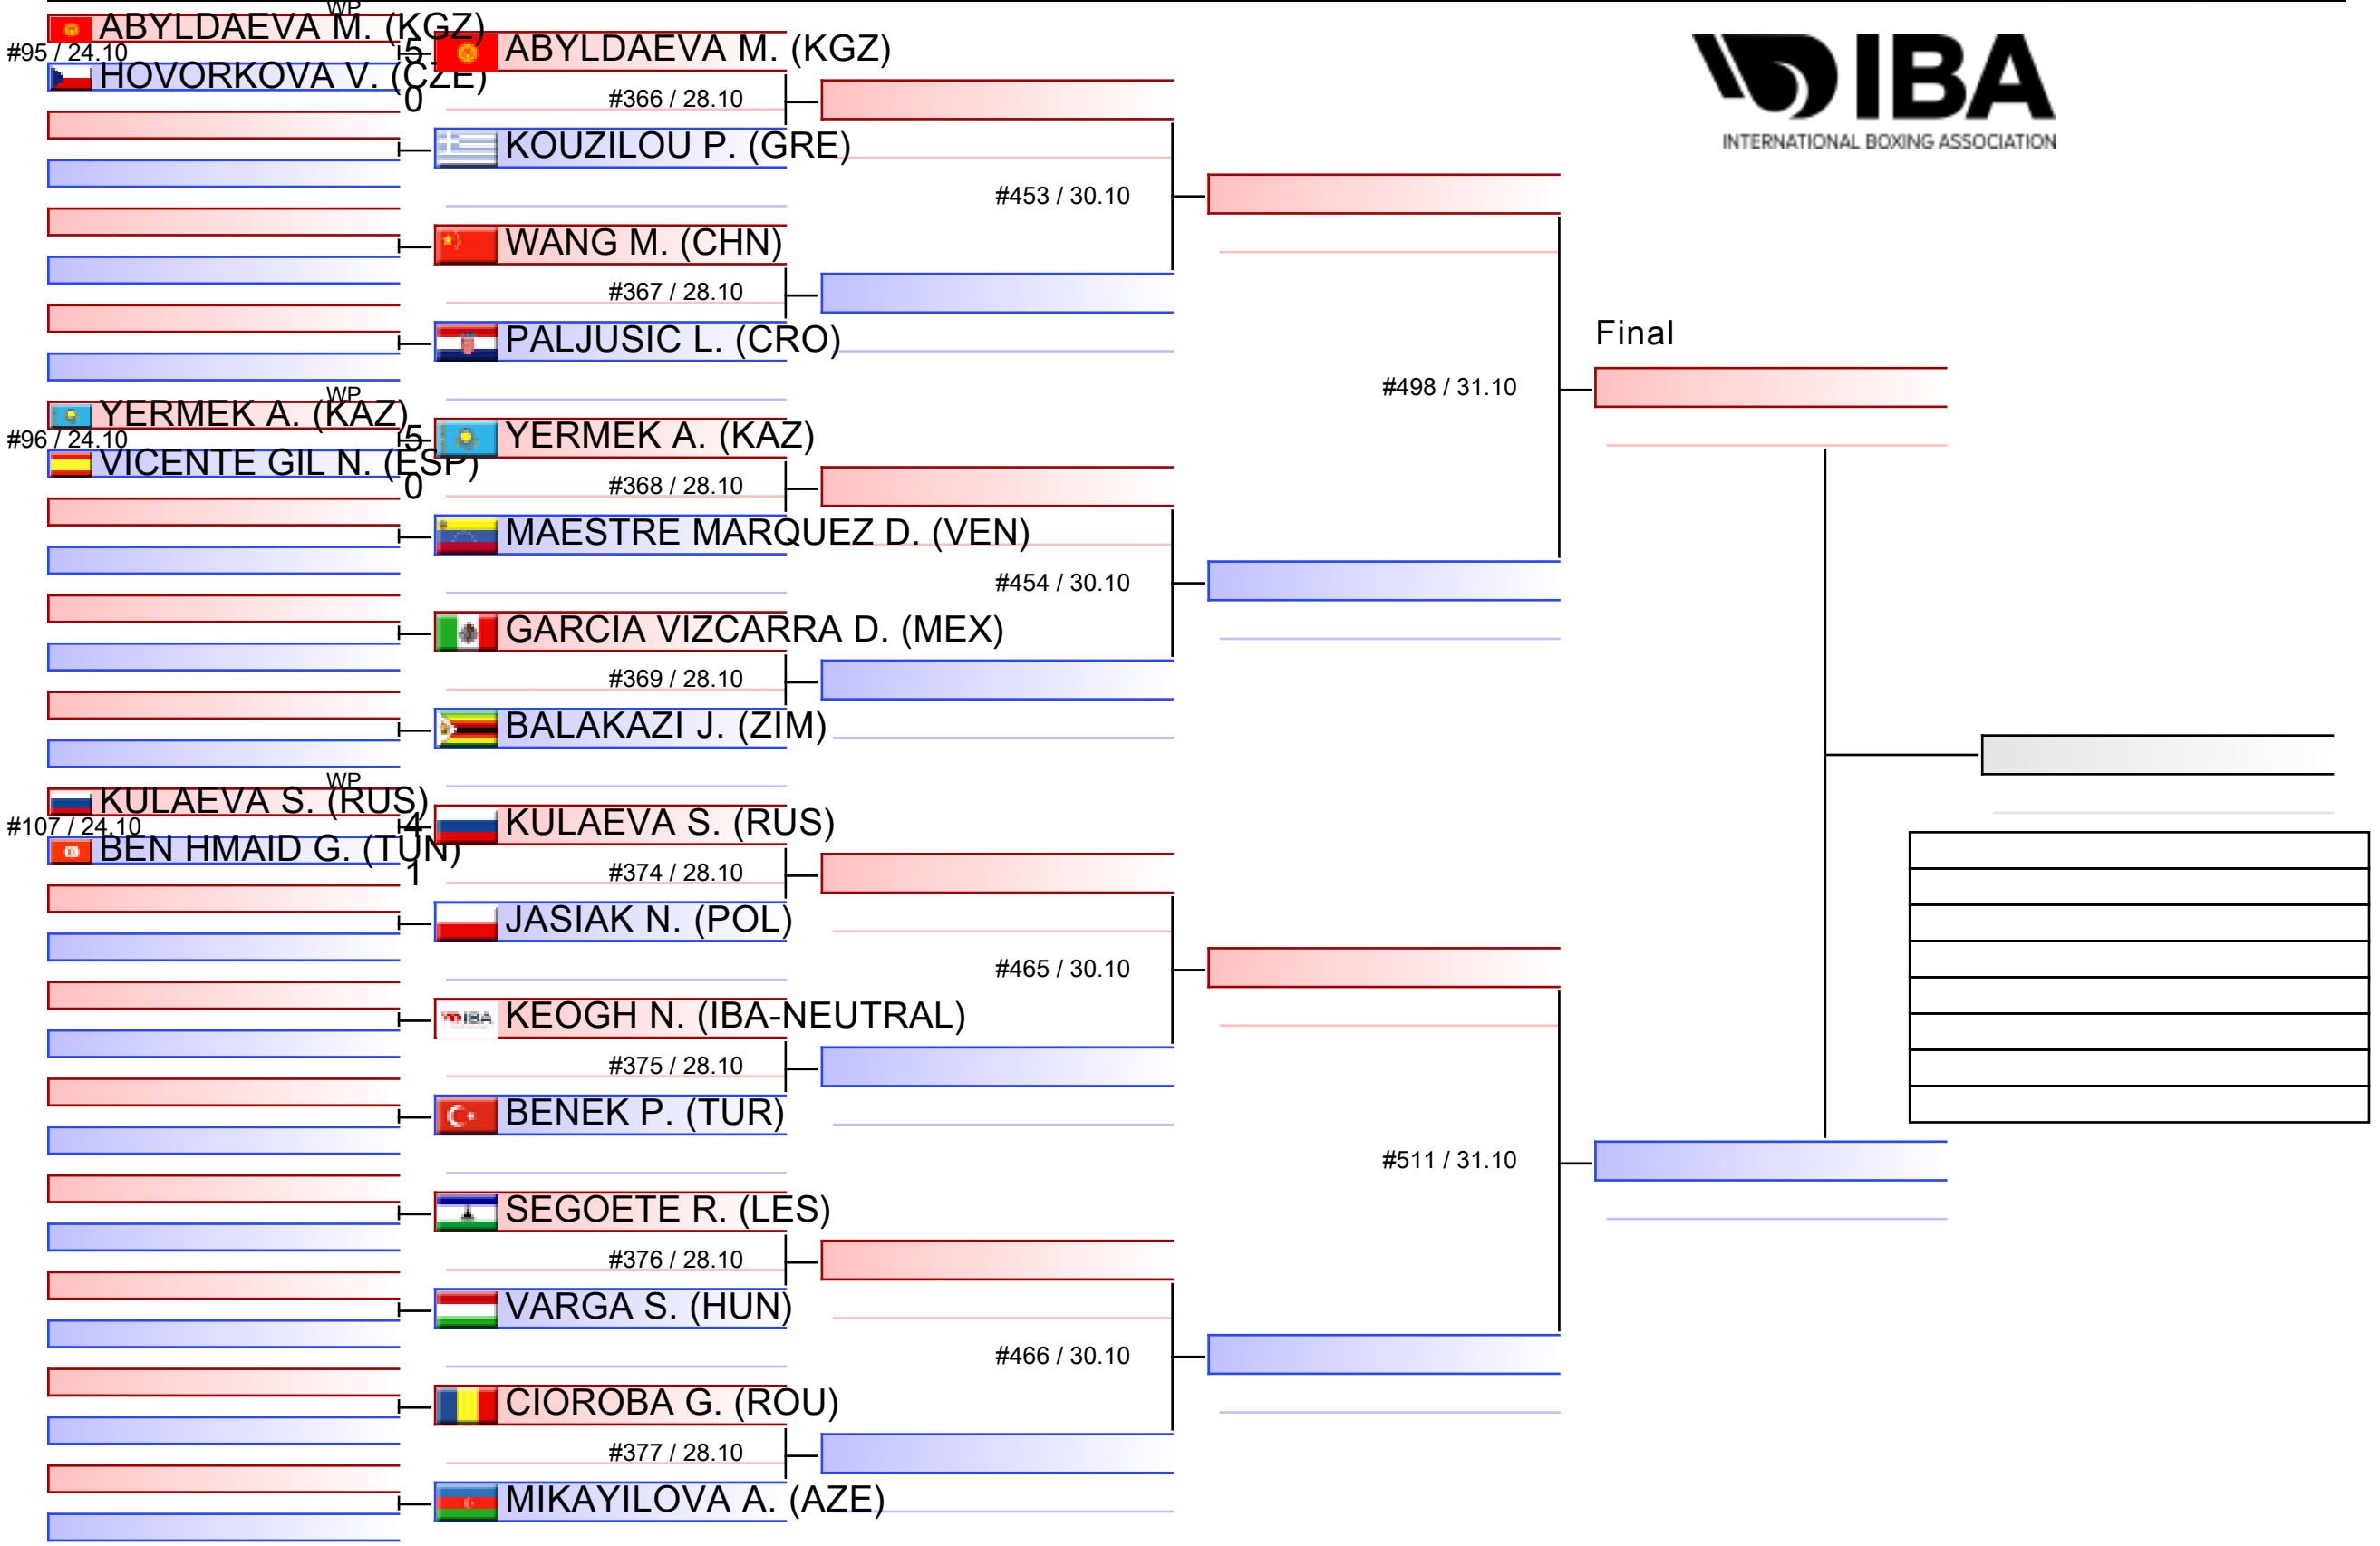 WP
ABYLDAEVA M. (KGZ)
#95 / 24.10
5
HOVORKOVA V. (CZE)
0
ABYLDAEVA M. (KGZ)
#366 / 28.10
KOUZILOU P. (GRE)
#453 / 30.10
WANG M. (CHN)
#367 / 28.10
PALJUSIC L. (CRO)
IBA
INTERNATIONAL BOXING ASSOCIATION
Final
#498 / 31.10
WP
YERMEK A. (KAZ)
#96 / 24.10
5
VICENTE GIL N. (ESP)
0
YERMEK A. (KAZ)
#368 / 28.10
MAESTRE MARQUEZ D. (VEN)
#454 / 30.10
GARCIA VIZCARRA D. (MEX)
#369 / 28.10
BALAKAZI J. (ZIM)
WP
KULAEVA S. (RUS)
#107 / 24.10
4
BEN HMAID G. (TUN)
1
KULAEVA S. (RUS)
#374 / 28.10
JASIAK N. (POL)
#465 / 30.10
IBA
KEOGH N. (IBA-NEUTRAL)
#375 / 28.10
BENEK P. (TUR)
#511 / 31.10
SEGOETE R. (LES)
#376 / 28.10
VARGA S. (HUN)
#466 / 30.10
CIOROBA G. (ROU)
#377 / 28.10
MIKAYILOVA A. (AZE)